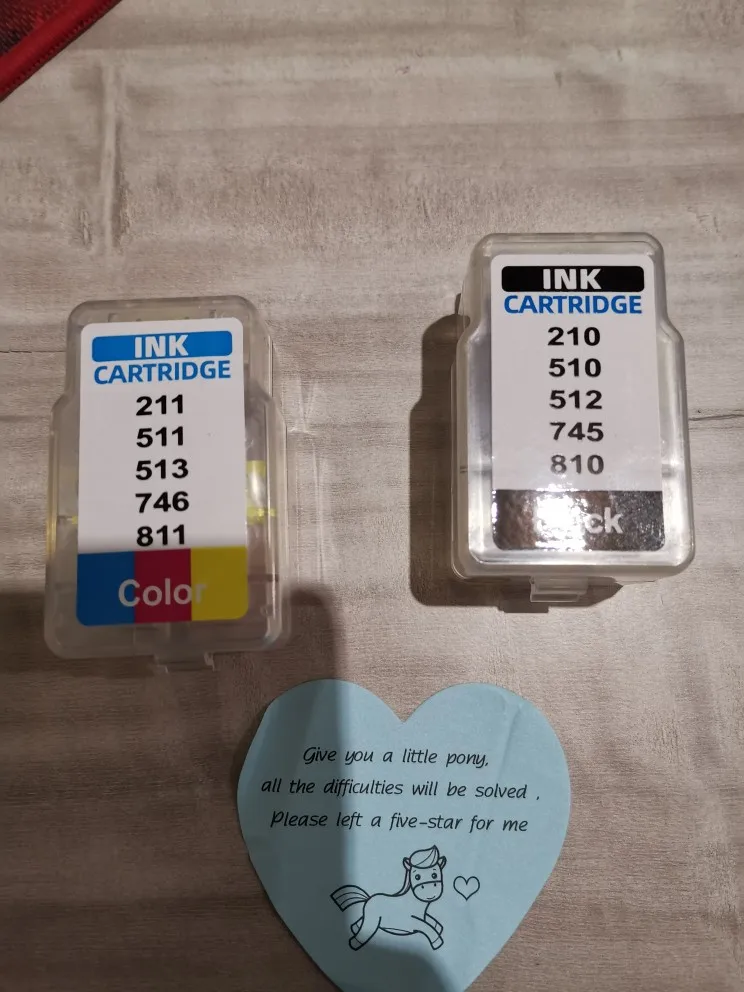 INK
CARTRIDGE
211
511
513
746
811
Color
INK
CARTRIDGE
210
510
512
745
810
Give you a little pony,
all the difficulties will be solved ,
Please left a five-star for me